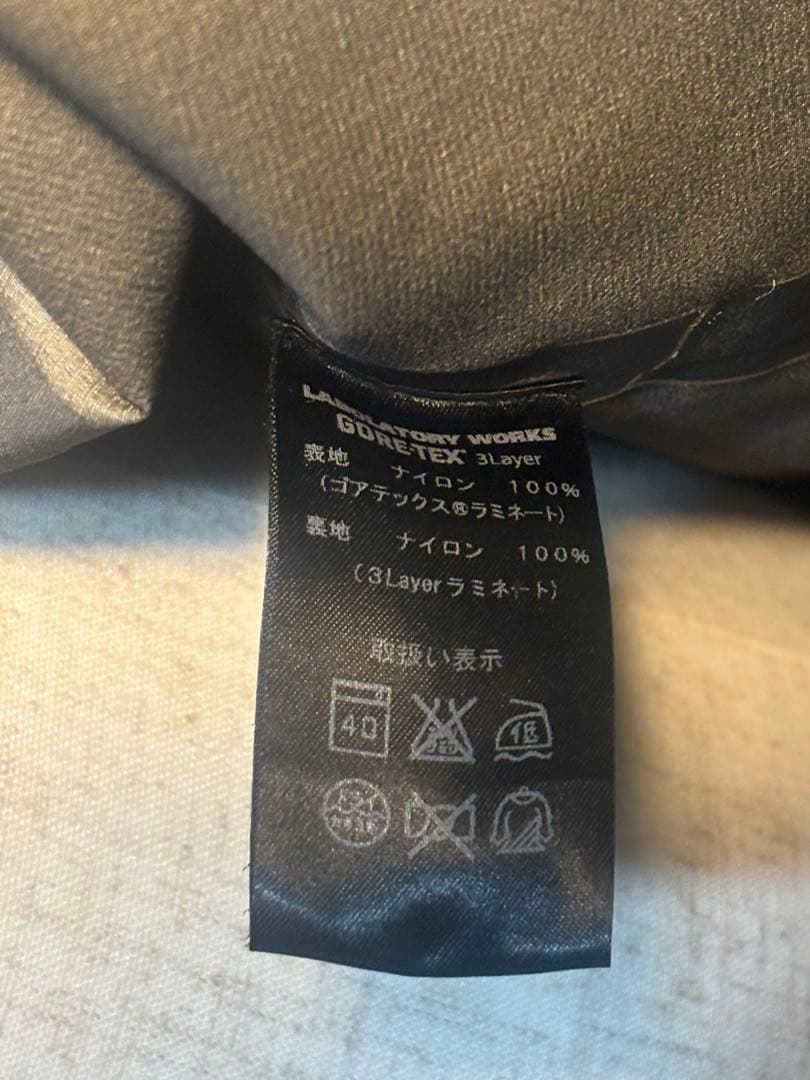 LABOLATORY WORKS
GORE-TEX 3Layer
表地 ナイロン 100%
(ゴアテックス®ラミネート)
裏地 ナイロン 100%
(3Layerラミネート)
取扱い表示
40
低